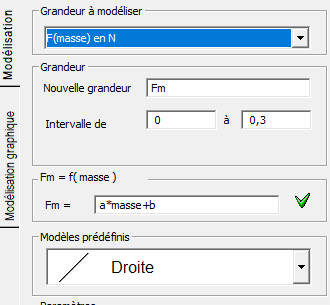 Modélisation
Modélisation graphique
Grandeur à modéliser
F(masse) en N
Grandeur
Nouvelle grandeur Fm
Intervalle de 0 à 0,3
Fm = f( masse )
Fm = a*masse+b
Modèles prédéfinis
Droite
Paramètres